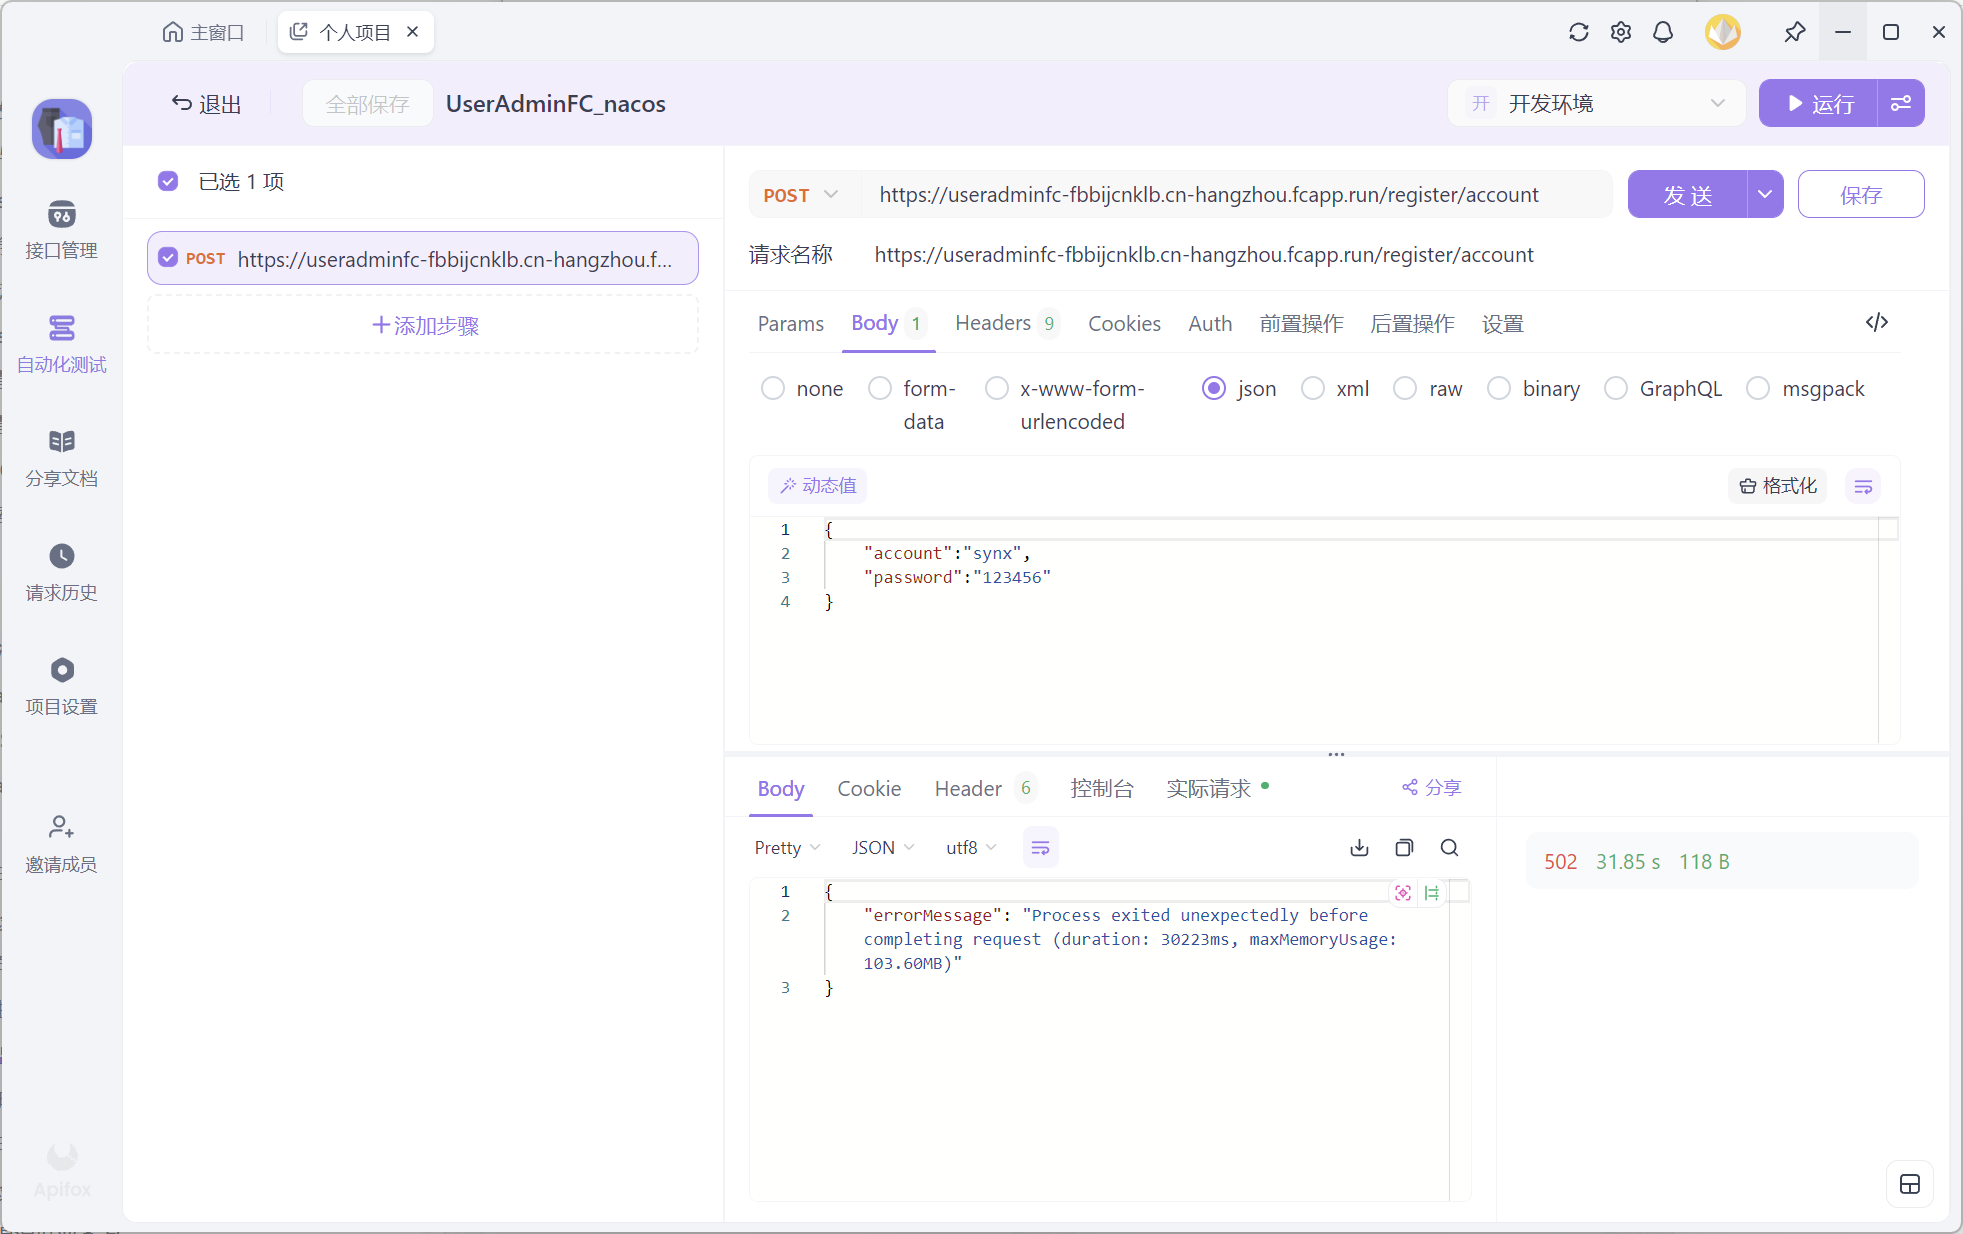 主窗口
个人项目
退出
全部保存
UserAdminFC_nacos
开 开发环境
运行
接口管理
自动化测试
分享文档
请求历史
项目设置
邀请成员
Apifox
已选 1 项
POST https://useradminfc-fbbijcnklb.cn-hangzhou.f...
添加步骤
POST https://useradminfc-fbbijcnklb.cn-hangzhou.fcapp.run/register/account
发送
保存
请求名称 https://useradminfc-fbbijcnklb.cn-hangzhou.fcapp.run/register/account
Params Body 1 Headers 9 Cookies Auth 前置操作 后置操作 设置
none form-data x-www-form-urlencoded json xml raw binary GraphQL msgpack
动态值
格式化
1 {
2 "account":"synx",
3 "password":"123456"
4 }
Body Cookie Header 6 控制台 实际请求
分享
Pretty JSON utf8
1 {
2 "errorMessage": "Process exited unexpectedly before
completing request (duration: 30223ms, maxMemoryUsage:
103.60MB)"
3 }
502 31.85 s 118 B